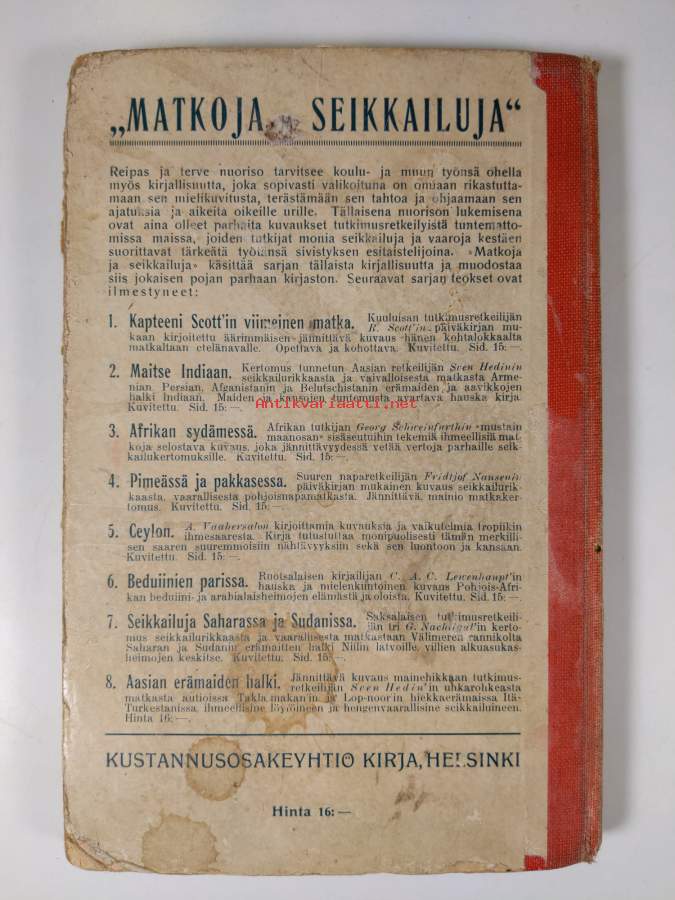 „MATKOJA SEIKKAILUJA“
Reipas ja terve nuoriso tarvitsee koulu- ja muun työnsä ohella
myös kirjallisuutta, joka sopivasti valikoituna on omiaan rikastutta-
maan sen mielikuvitusta, terästämään sen tahtoa ja ohjaamaan sen
ajatuksia ja aikeita oikeille urille. Tällaisena nuorison lukemisena
ovat aina olleet parhaita kuvaukset tutkimusretkeilyistä tuntematto-
missa maissa, joiden tutkijat monia seikkailuja ja vaaroja kestäen
suorittavat tärkeätä työtänsä sivistyksen esitaistelijoina. »Matkoja
ja seikkailuja» käsittää sarjan tällaista kirjallisuutta ja muodostaa
siis jokaisen pojan parhaan kirjaston. Seuraavat sarjan teokset ovat
ilmestyneet:
1. Kapteeni Scott'in viimeinen matka. Kuuluisan tutkimusretkeilijän
R. Scott'in päiväkirjan mu-
kaan kirjoitettu äärimmäisen jännittävä kuvaus hänen kohtalokkaalta
matkaltaan etelänavalle. Opettava ja kohottava. Kuvitettu. Sid. 15: —.
2. Maitse Indiaan. Kertomus tunnetun Aasian retkeilijän Sven Hedinin
seikkailurikkaasta ja vaivalloisesta matkasta Arme-
nian, Persian, Afganistanin ja Belutschistanin erämaiden ja aavikkojen
halki Indiaan. Maiden ja kansojen tuntemusta avartava hauska kirja
Kuvitettu. Sid. 15: —.
Antikvariaatti.net
3. Afrikan sydämessä. Afrikan tutkijan Georg Schweinfurthin »mustain
maanosan» sisäseutuihin tekemiä ihmeellisiä mat
koja selostava kuvaus, joka jännittävyydessä vetää vertoja parhaille seik-
kailukertomuksille. Kuvitettu. Sid. 15: —.
4. Pimeässä ja pakkasessa. Suuren naparetkeilijän Fridtjof Nansenin
päiväkirjan mukainen kuvaus seikkailurik-
kaasta, vaarallisesta pohjoisnapamatkasta. Jännittävä, mainio matkaker-
tomus. Kuvitettu. Sid. 15: —.
5. Ceylon. A. Vaahersalon kirjoittamia kuvauksia ja vaikutelmia tropiikin
ihmesaaresta. Kirja tutustuttaa monipuolisesti tämän merkilli-
sen saaren suuremmoisiin nähtävyyksiin sekä sen luontoon ja kansaan.
Kuvitettu. Sid. 15: —.
6. Beduiinien parissa. Ruotsalaisen kirjailijan C. A. C. Lewenhaupt'in
hauska ja mielenkiintoinen kuvaus Pohjois-Afri-
kan beduiini- ja arabialaisheimojen elämästä ja oloista. Kuvitettu. Sid. 15: —.
7. Seikkailuja Saharassa ja Sudanissa. Saksalaisen tutkimusretkeili-
jän tri G. Nachtigal'in kerto-
mus seikkailurikkaasta ja vaarallisesta matkastaan Välimeren rannikolta
Saharan ja Sudanin erämaitten halki Niilin latvoille, villien alkuasukas-
heimojen keskitse. Kuvitettu. Sid. 15: —.
8. Aasian erämaiden halki. Jännittävä kuvaus mainehikkaan tutkimus-
retkeilijän Sven Hedin'in uhkarohkeasta
matkasta autioissa Takla-makan'in ja Lop-noor'in hiekkaerämaissa Itä-
Turkestanissa, ihmeellisine löytöineen ja hengenvaarallisine seikkailuineen.
Hinta 16: —.
KUSTANNUSOSAKEYHTIÖ KIRJA, HELSINKI
Hinta 16: —